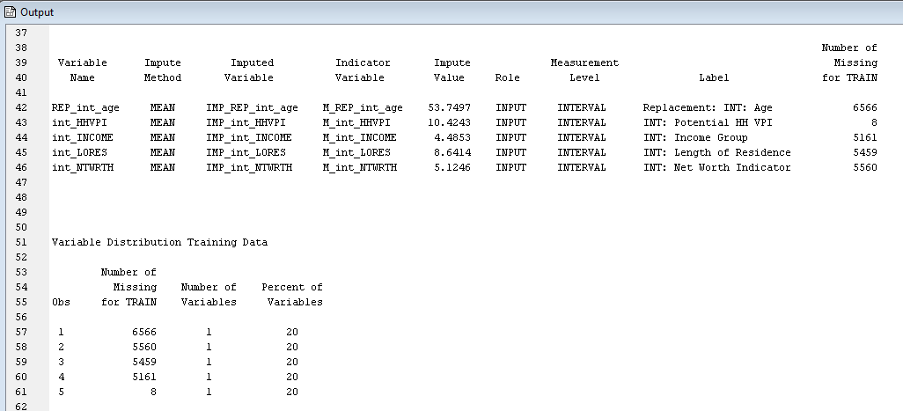 Output
37
38 Number of
39 Variable Impute Imputed Indicator Impute Measurement Missing
40 Name Method Variable Variable Value Role Level Label for TRAIN
41
42 REP_int_age MEAN IMP_REP_int_age M_REP_int_age 53.7497 INPUT INTERVAL Replacement: INT: Age 6566
43 int_HHVPI MEAN IMP_int_HHVPI M_int_HHVPI 10.4243 INPUT INTERVAL INT: Potential HH VPI 8
44 int_INCOME MEAN IMP_int_INCOME M_int_INCOME 4.4853 INPUT INTERVAL INT: Income Group 5161
45 int_LORES MEAN IMP_int_LORES M_int_LORES 8.6414 INPUT INTERVAL INT: Length of Residence 5459
46 int_NTWRTH MEAN IMP_int_NTWRTH M_int_NTWRTH 5.1246 INPUT INTERVAL INT: Net Worth Indicator 5560
47
48
49
50
51 Variable Distribution Training Data
52
53 Number of
54 Missing Number of Percent of
55 Obs for TRAIN Variables Variables
56
57 1 6566 1 20
58 2 5560 1 20
59 3 5459 1 20
60 4 5161 1 20
61 5 8 1 20
62